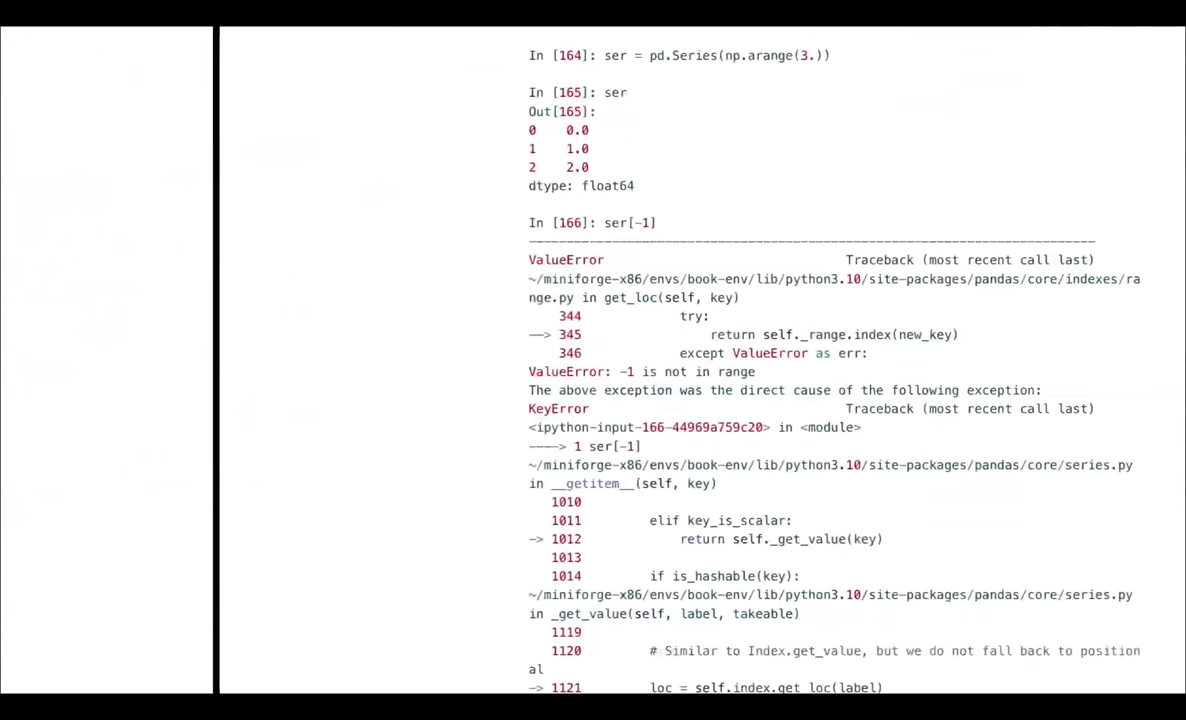 In [164]: ser = pd.Series(np.arange(3.))
In [165]: ser
Out[165]:
0    0.0
1    1.0
2    2.0
dtype: float64
In [166]: ser[-1]
---------------------------------------------------------------------------
ValueError                                Traceback (most recent call last)
~/miniforge-x86/envs/book-env/lib/python3.10/site-packages/pandas/core/indexes/ra
nge.py in get_loc(self, key)
    344             try:
--> 345                 return self._range.index(new_key)
    346             except ValueError as err:
ValueError: -1 is not in range
The above exception was the direct cause of the following exception:
KeyError                                  Traceback (most recent call last)
<ipython-input-166-44969a759c20> in <module>
----> 1 ser[-1]
~/miniforge-x86/envs/book-env/lib/python3.10/site-packages/pandas/core/series.py
in __getitem__(self, key)
   1010
   1011         elif key_is_scalar:
-> 1012             return self._get_value(key)
   1013
   1014         if is_hashable(key):
~/miniforge-x86/envs/book-env/lib/python3.10/site-packages/pandas/core/series.py
in _get_value(self, label, takeable)
   1119
   1120         # Similar to Index.get_value, but we do not fall back to position
al
-> 1121         loc = self.index.get_loc(label)